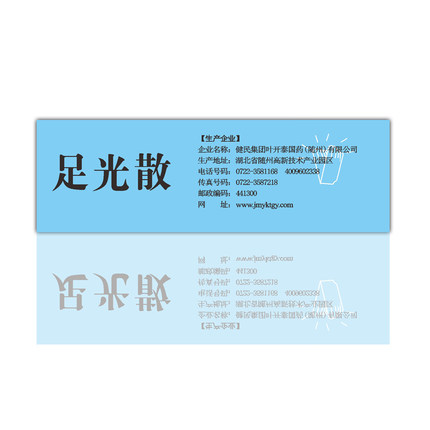 足光散
【生产企业】
企业名称：健民集团叶开泰国药(随州)有限公司
生产地址：湖北省随州高新技术产业园区
电话号码：0722-3581168 4009602338
传真号码：0722-3587218
邮政编码：441300
网 址：www.jmyktgy.com